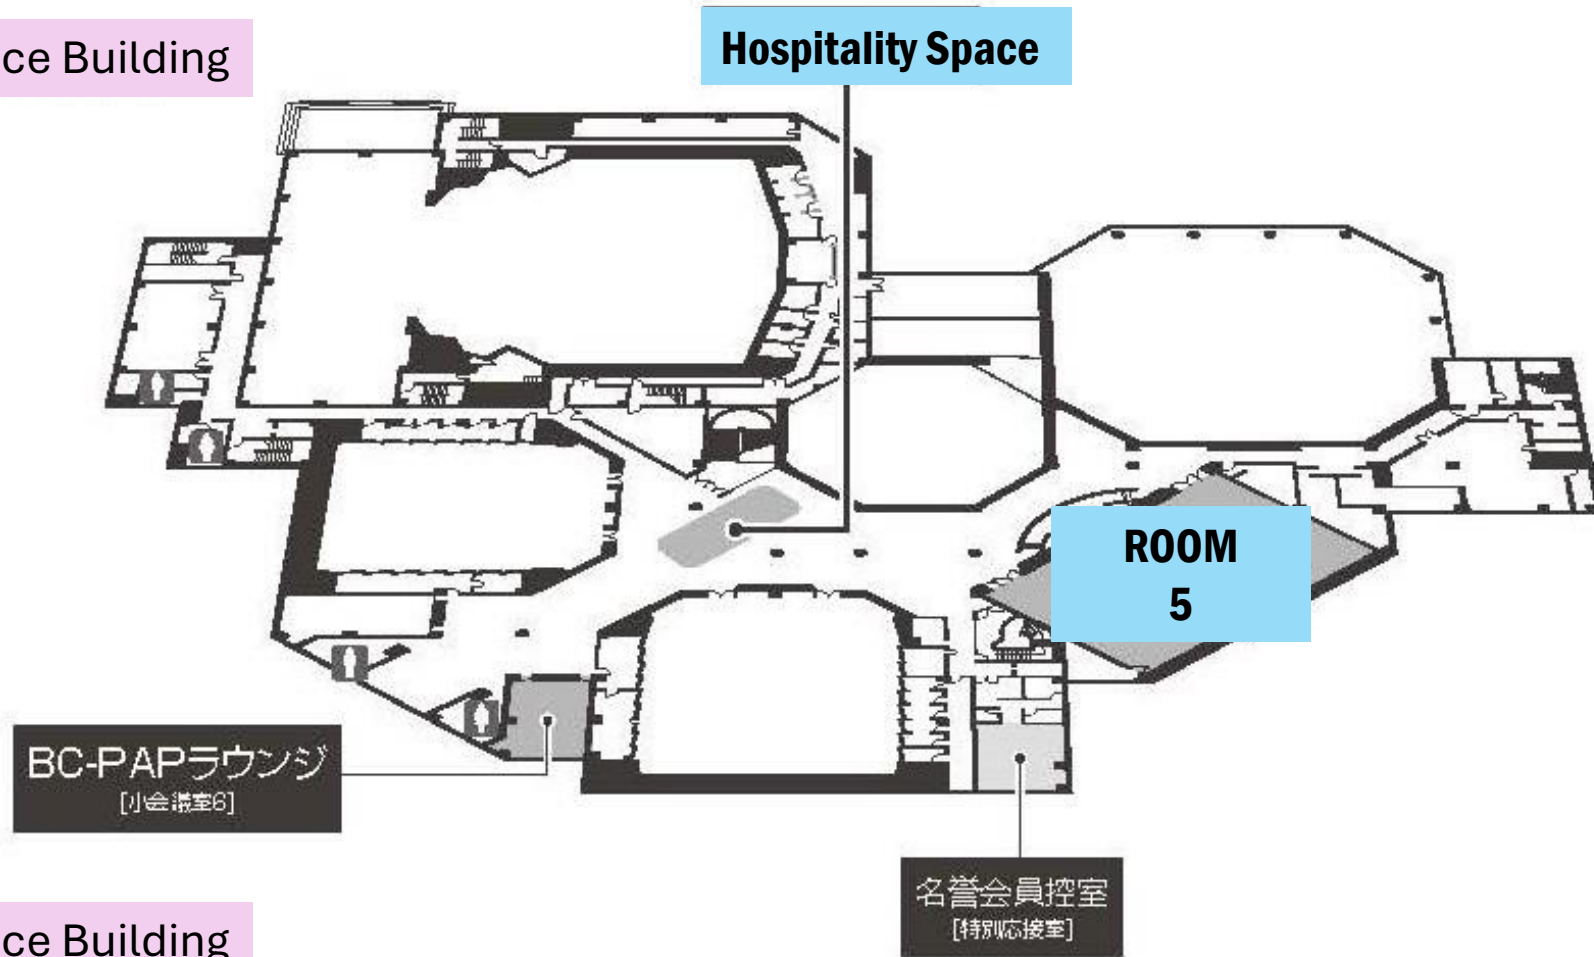 ce Building
Hospitality Space
ROOM
5
BC-PAPラウンジ
[小会議室6]
名誉会員控室
[特別応接室]
ce Building